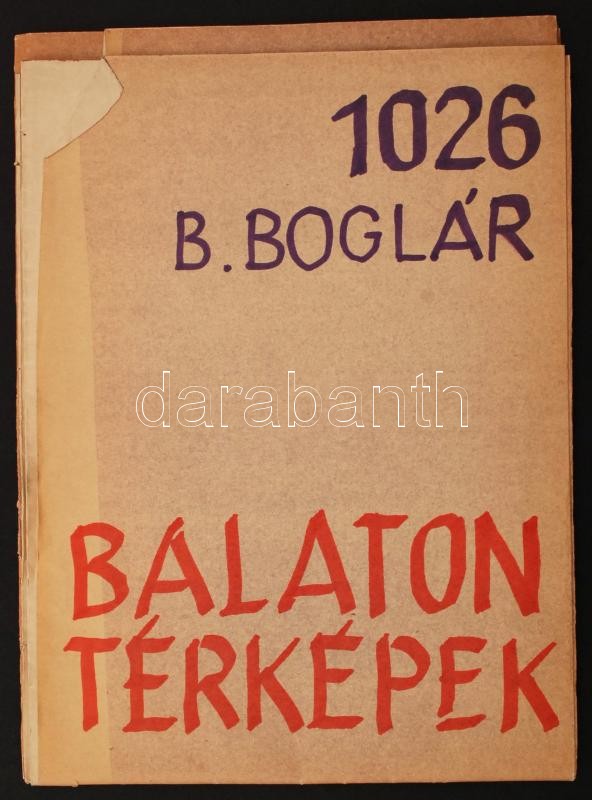 1026
B. BOGLÁR
darabanth
BALATON
TÉRKÉPEK